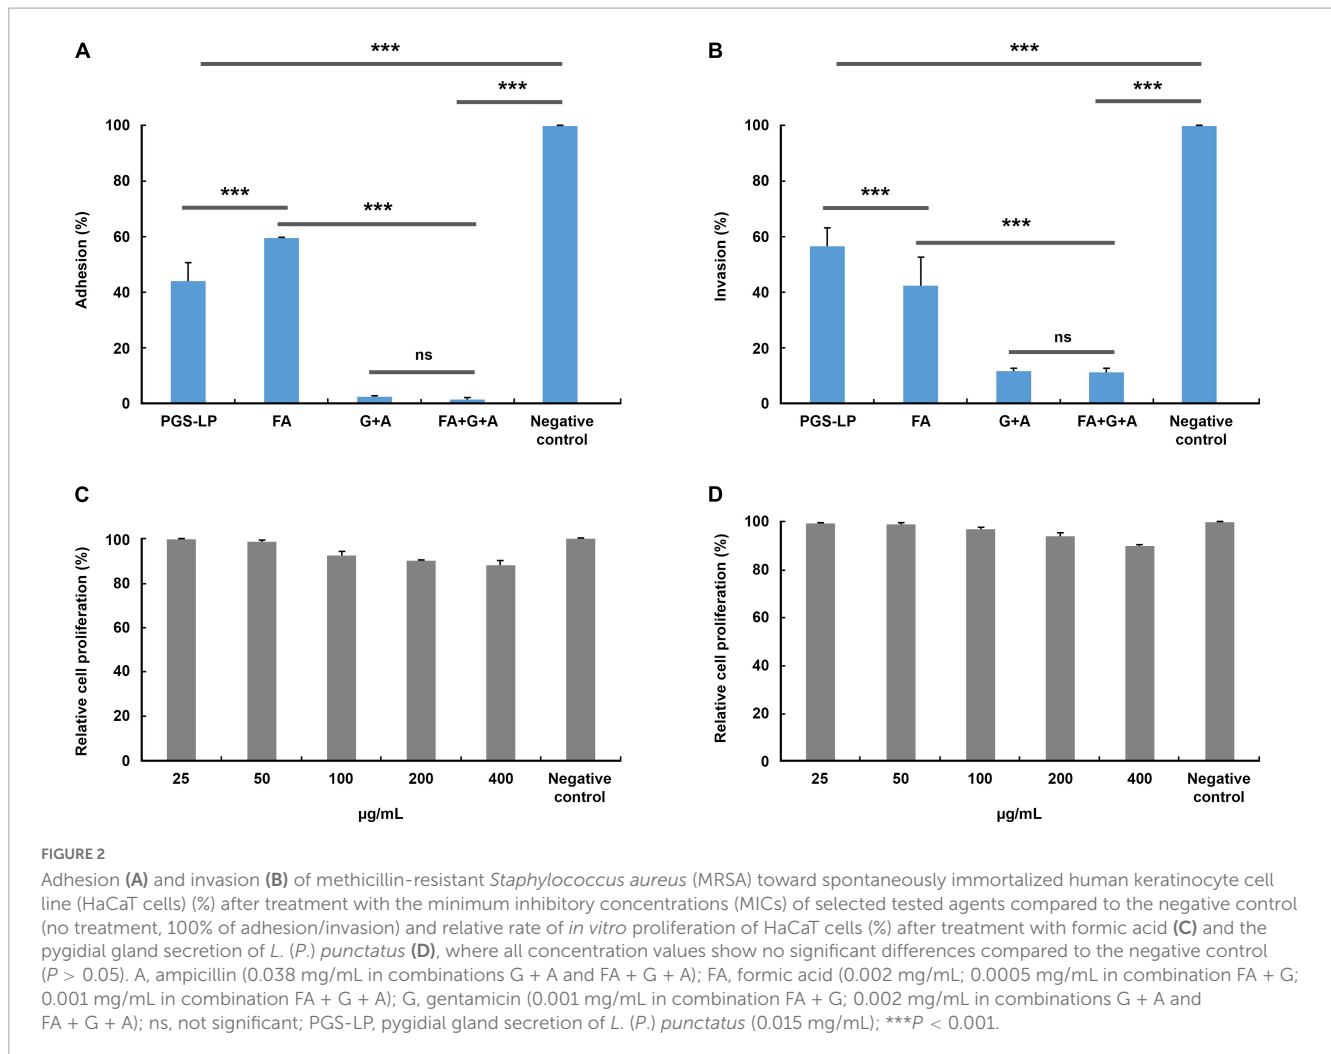 A
***
***
100
80
***
***
60
Adhesion (%)
40
20
ns
0
PGS-LP FA G+A FA+G+A Negative
control
B
***
***
100
80
***
***
60
Invasion (%)
40
20
ns
0
PGS-LP FA G+A FA+G+A Negative
control
C
100
80
60
40
20
0
Relative cell proliferation (%)
25 50 100 200 400 Negative
control
µg/mL
D
100
80
60
40
20
0
Relative cell proliferation (%)
25 50 100 200 400 Negative
control
µg/mL
FIGURE 2
Adhesion (A) and invasion (B) of methicillin-resistant Staphylococcus aureus (MRSA) toward spontaneously immortalized human keratinocyte cell
line (HaCaT cells) (%) after treatment with the minimum inhibitory concentrations (MICs) of selected tested agents compared to the negative control
(no treatment, 100% of adhesion/invasion) and relative rate of in vitro proliferation of HaCaT cells (%) after treatment with formic acid (C) and the
pygidial gland secretion of L. (P.) punctatus (D), where all concentration values show no significant differences compared to the negative control
(P > 0.05). A, ampicillin (0.038 mg/mL in combinations G + A and FA + G + A); FA, formic acid (0.002 mg/mL; 0.0005 mg/mL in combination FA + G;
0.001 mg/mL in combination FA + G + A); G, gentamicin (0.001 mg/mL in combination FA + G; 0.002 mg/mL in combinations G + A and
FA + G + A); ns, not significant; PGS-LP, pygidial gland secretion of L. (P.) punctatus (0.015 mg/mL); ***P < 0.001.